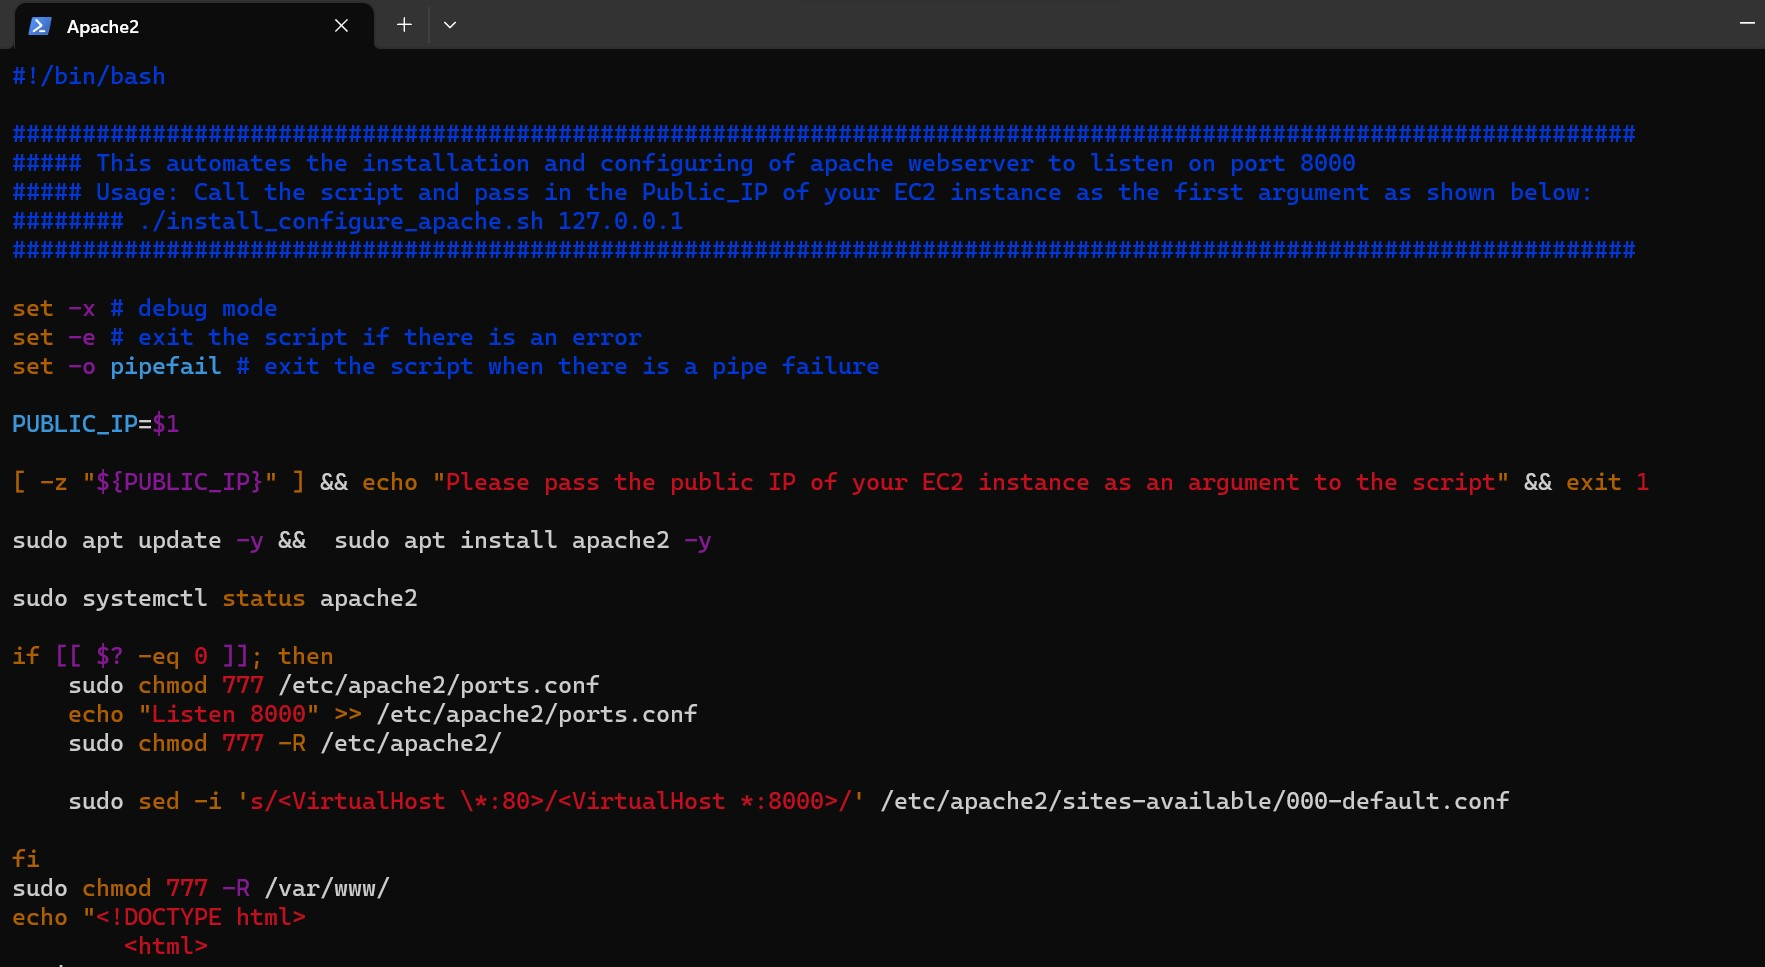 Apache2
#!/bin/bash
####################################################################################################################
##### This automates the installation and configuring of apache webserver to listen on port 8000
##### Usage: Call the script and pass in the Public_IP of your EC2 instance as the first argument as shown below:
######## ./install_configure_apache.sh 127.0.0.1
####################################################################################################################
set -x # debug mode
set -e # exit the script if there is an error
set -o pipefail # exit the script when there is a pipe failure
PUBLIC_IP=$1
[ -z "${PUBLIC_IP}" ] && echo "Please pass the public IP of your EC2 instance as an argument to the script" && exit 1
sudo apt update -y &&  sudo apt install apache2 -y
sudo systemctl status apache2
if [[ $? -eq 0 ]]; then
    sudo chmod 777 /etc/apache2/ports.conf
    echo "Listen 8000" >> /etc/apache2/ports.conf
    sudo chmod 777 -R /etc/apache2/
    sudo sed -i 's/<VirtualHost \*:80>/<VirtualHost *:8000>/' /etc/apache2/sites-available/000-default.conf
fi
sudo chmod 777 -R /var/www/
echo "<!DOCTYPE html>
        <html>